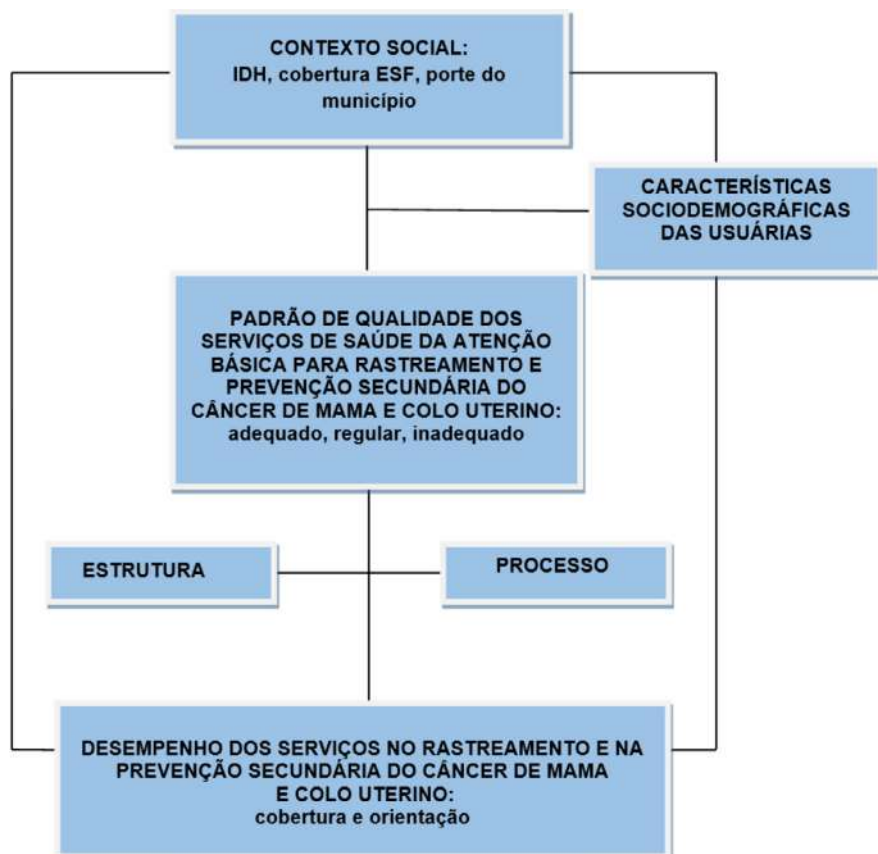 CONTEXTO SOCIAL:
IDH, cobertura ESF, porte do
município
CARACTERÍSTICAS
SOCIODEMOGRÁFICAS
DAS USUÁRIAS
PADRÃO DE QUALIDADE DOS
SERVIÇOS DE SAÚDE DA ATENÇÃO
BÁSICA PARA RASTREAMENTO E
PREVENÇÃO SECUNDÁRIA DO
CÂNCER DE MAMA E COLO UTERINO:
adequado, regular, inadequado
ESTRUTURA
PROCESSO
DESEMPENHO DOS SERVIÇOS NO RASTREAMENTO E NA
PREVENÇÃO SECUNDÁRIA DO CÂNCER DE MAMA
E COLO UTERINO:
cobertura e orientação